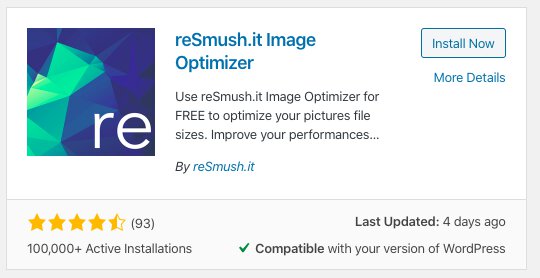 re
reSmush.it Image
Optimizer
Install Now
More Details
Use reSmush.it Image Optimizer for
FREE to optimize your pictures file
sizes. Improve your performances...
By reSmush.it
(93)
Last Updated: 4 days ago
100,000+ Active Installations
Compatible with your version of WordPress